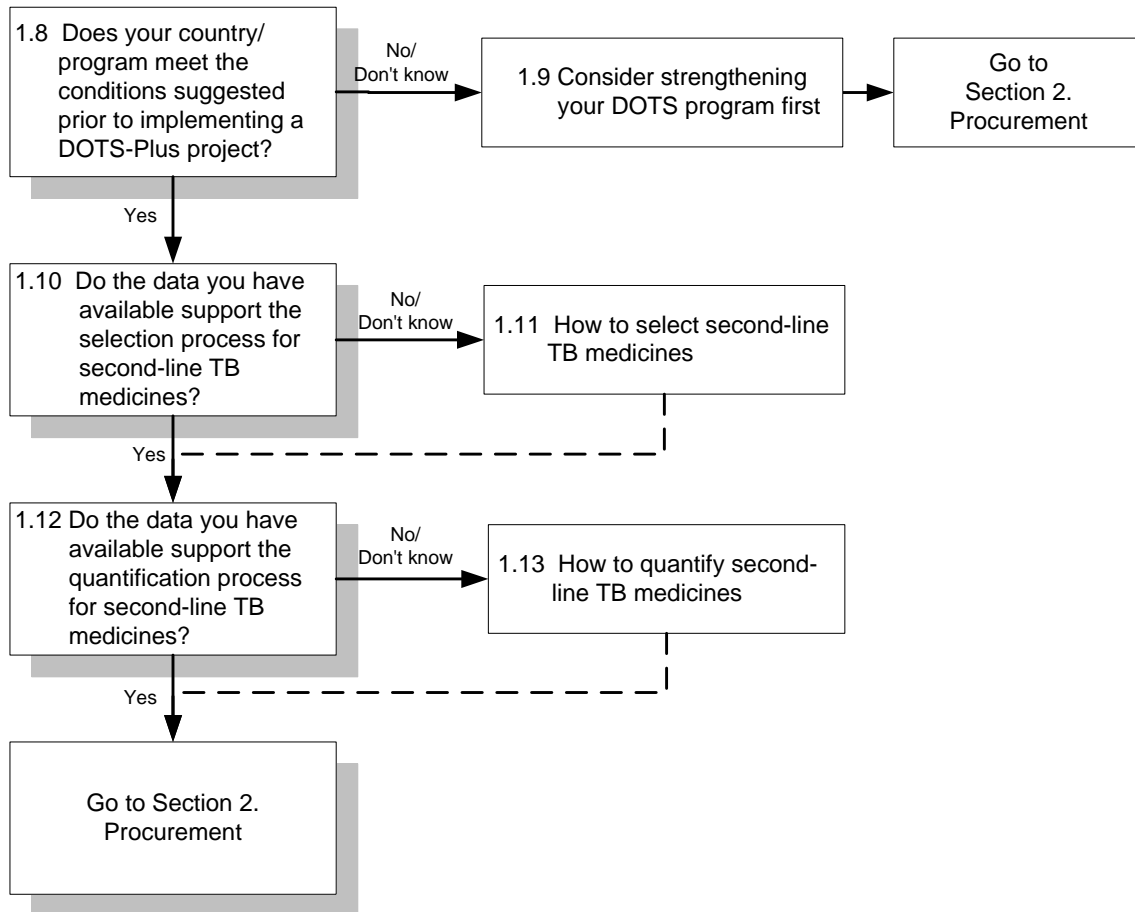 1.8 Does your country/
program meet the
conditions suggested
prior to implementing a
DOTS-Plus project?
No/
Don't know
1.9 Consider strengthening
your DOTS program first
Go to
Section 2.
Procurement
Yes
1.10 Do the data you have
available support the
selection process for
second-line TB
medicines?
No/
Don't know
1.11 How to select second-line
TB medicines
Yes
1.12 Do the data you have
available support the
quantification process
for second-line TB
medicines?
No/
Don't know
1.13 How to quantify second-
line TB medicines
Yes
Go to Section 2.
Procurement